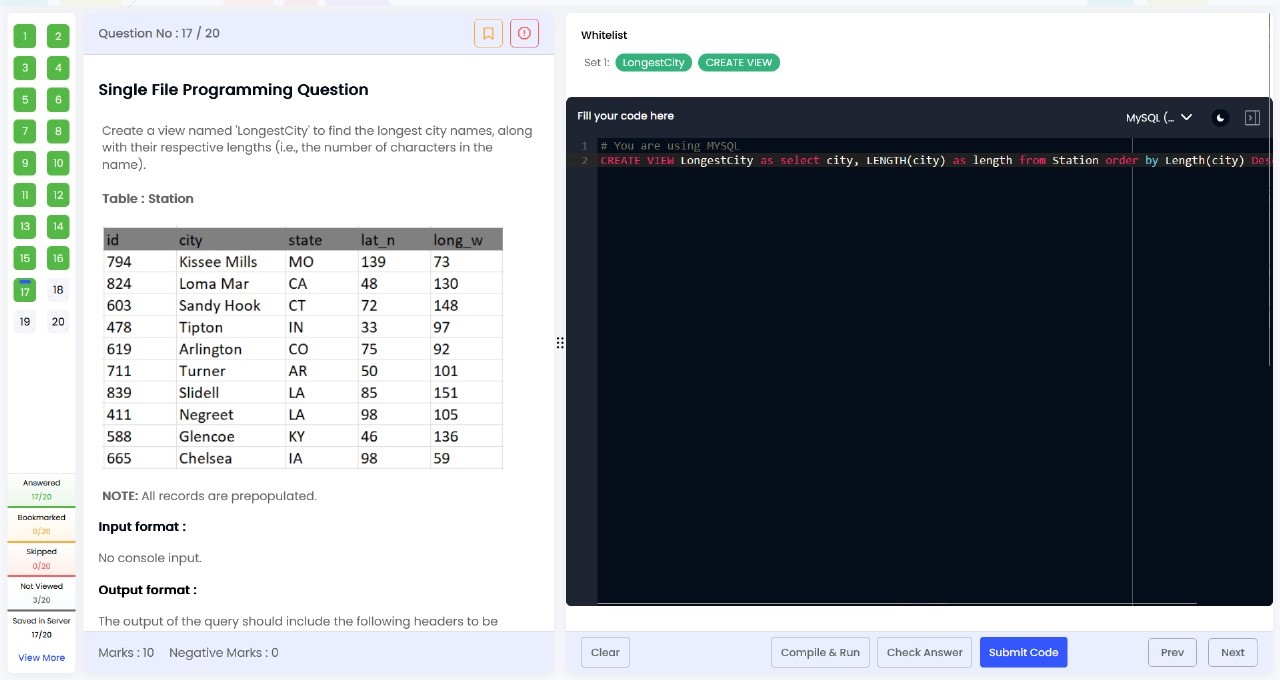 1 2
3 4
5 6
7 8
9 10
11 12
13 14
15 16
17 18
19 20
Answered
17/20
Bookmarked
0/20
Skipped
0/20
Not Viewed
3/20
Saved in Server
17/20
View More
Question No : 17 / 20
Single File Programming Question
Create a view named 'LongestCity' to find the longest city names, along
with their respective lengths (i.e., the number of characters in the
name).
Table : Station
id city state lat_n long_w
794 Kissee Mills MO 139 73
824 Loma Mar CA 48 130
603 Sandy Hook CT 72 148
478 Tipton IN 33 97
619 Arlington CO 75 92
711 Turner AR 50 101
839 Slidell LA 85 151
411 Negreet LA 98 105
588 Glencoe KY 46 136
665 Chelsea IA 98 59
NOTE: All records are prepopulated.
Input format :
No console input.
Output format :
The output of the query should include the following headers to be
Marks : 10 Negative Marks : 0
Whitelist
Set 1: LongestCity CREATE VIEW
Fill your code here
MySQL (...
1 # You are using MYSQL
2 CREATE VIEW LongestCity as select city, LENGTH(city) as length from Station order by Length(city) Des
Clear Compile & Run Check Answer Submit Code Prev Next